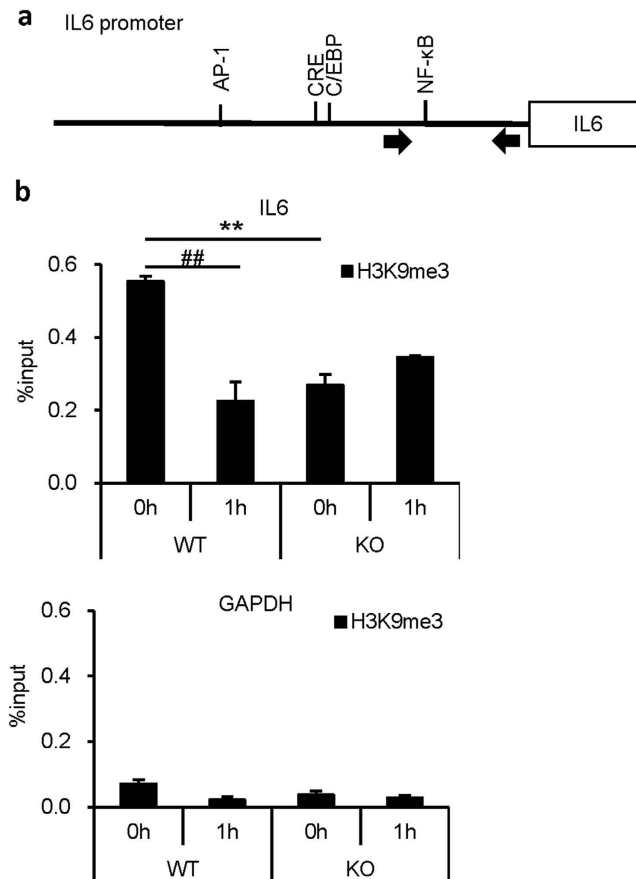 a
IL6 promoter
AP-1
CRE
C/EBP
NF-κB
IL6
b
IL6
**
##
H3K9me3
%input
0.6
0.4
0.2
0.0
0h 1h 0h 1h
WT KO
GAPDH
H3K9me3
%input
0.6
0.4
0.2
0.0
0h 1h 0h 1h
WT KO